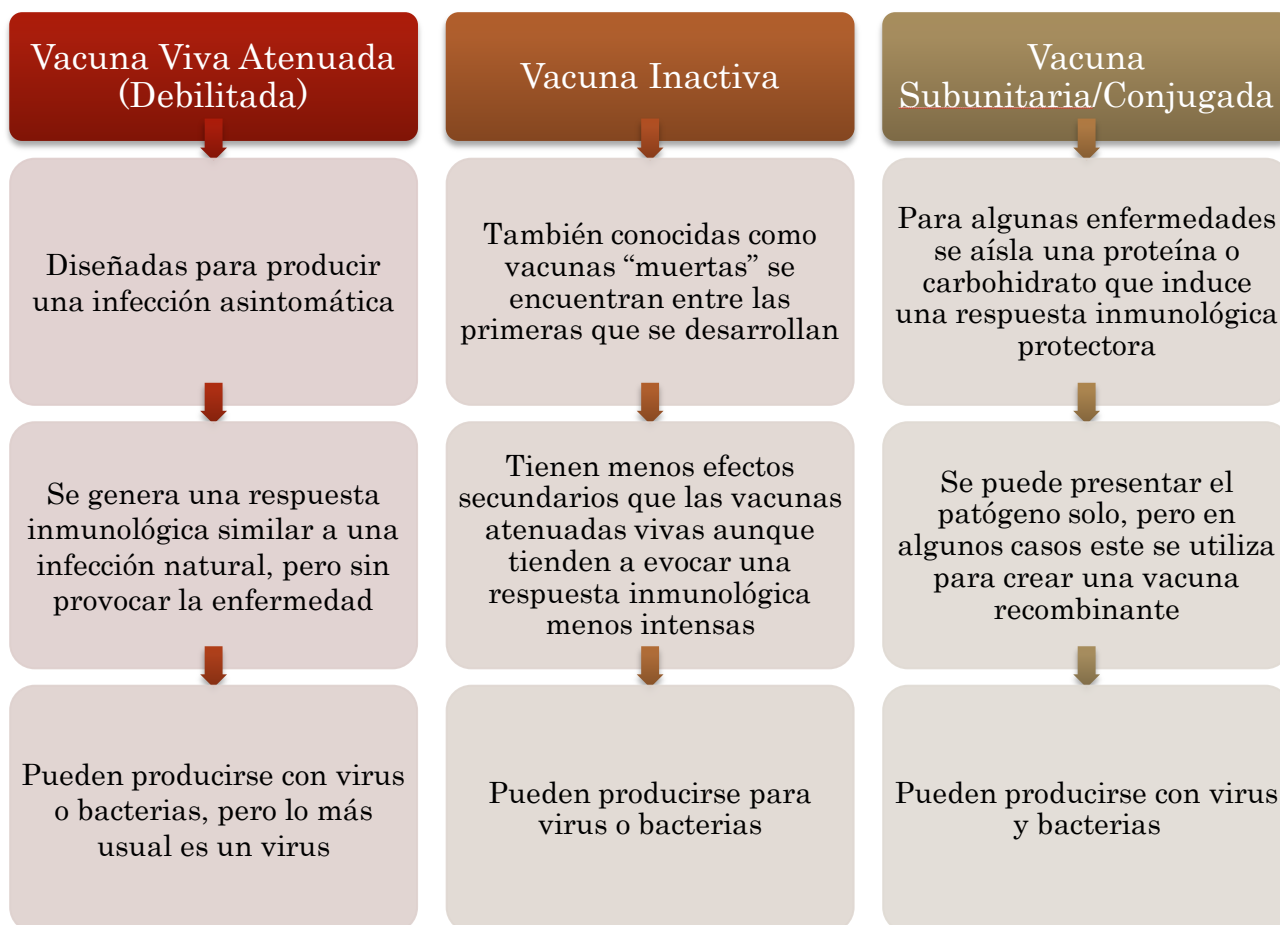 Vacuna Viva Atenuada
(Debilitada)
Diseñadas para producir
una infección asintomática
Se genera una respuesta
inmunológica similar a una
infección natural, pero sin
provocar la enfermedad
Pueden producirse con virus
o bacterias, pero lo más
usual es un virus
Vacuna Inactiva
También conocidas como
vacunas “muertas” se
encuentran entre las
primeras que se desarrollan
Tienen menos efectos
secundarios que las vacunas
atenuadas vivas aunque
tienden a evocar una
respuesta inmunológica
menos intensas
Pueden producirse para
virus o bacterias
Vacuna
Subunitaria/Conjugada
Para algunas enfermedades
se aísla una proteína o
carbohidrato que induce
una respuesta inmunológica
protectora
Se puede presentar el
patógeno solo, pero en
algunos casos este se utiliza
para crear una vacuna
recombinante
Pueden producirse con virus
y bacterias